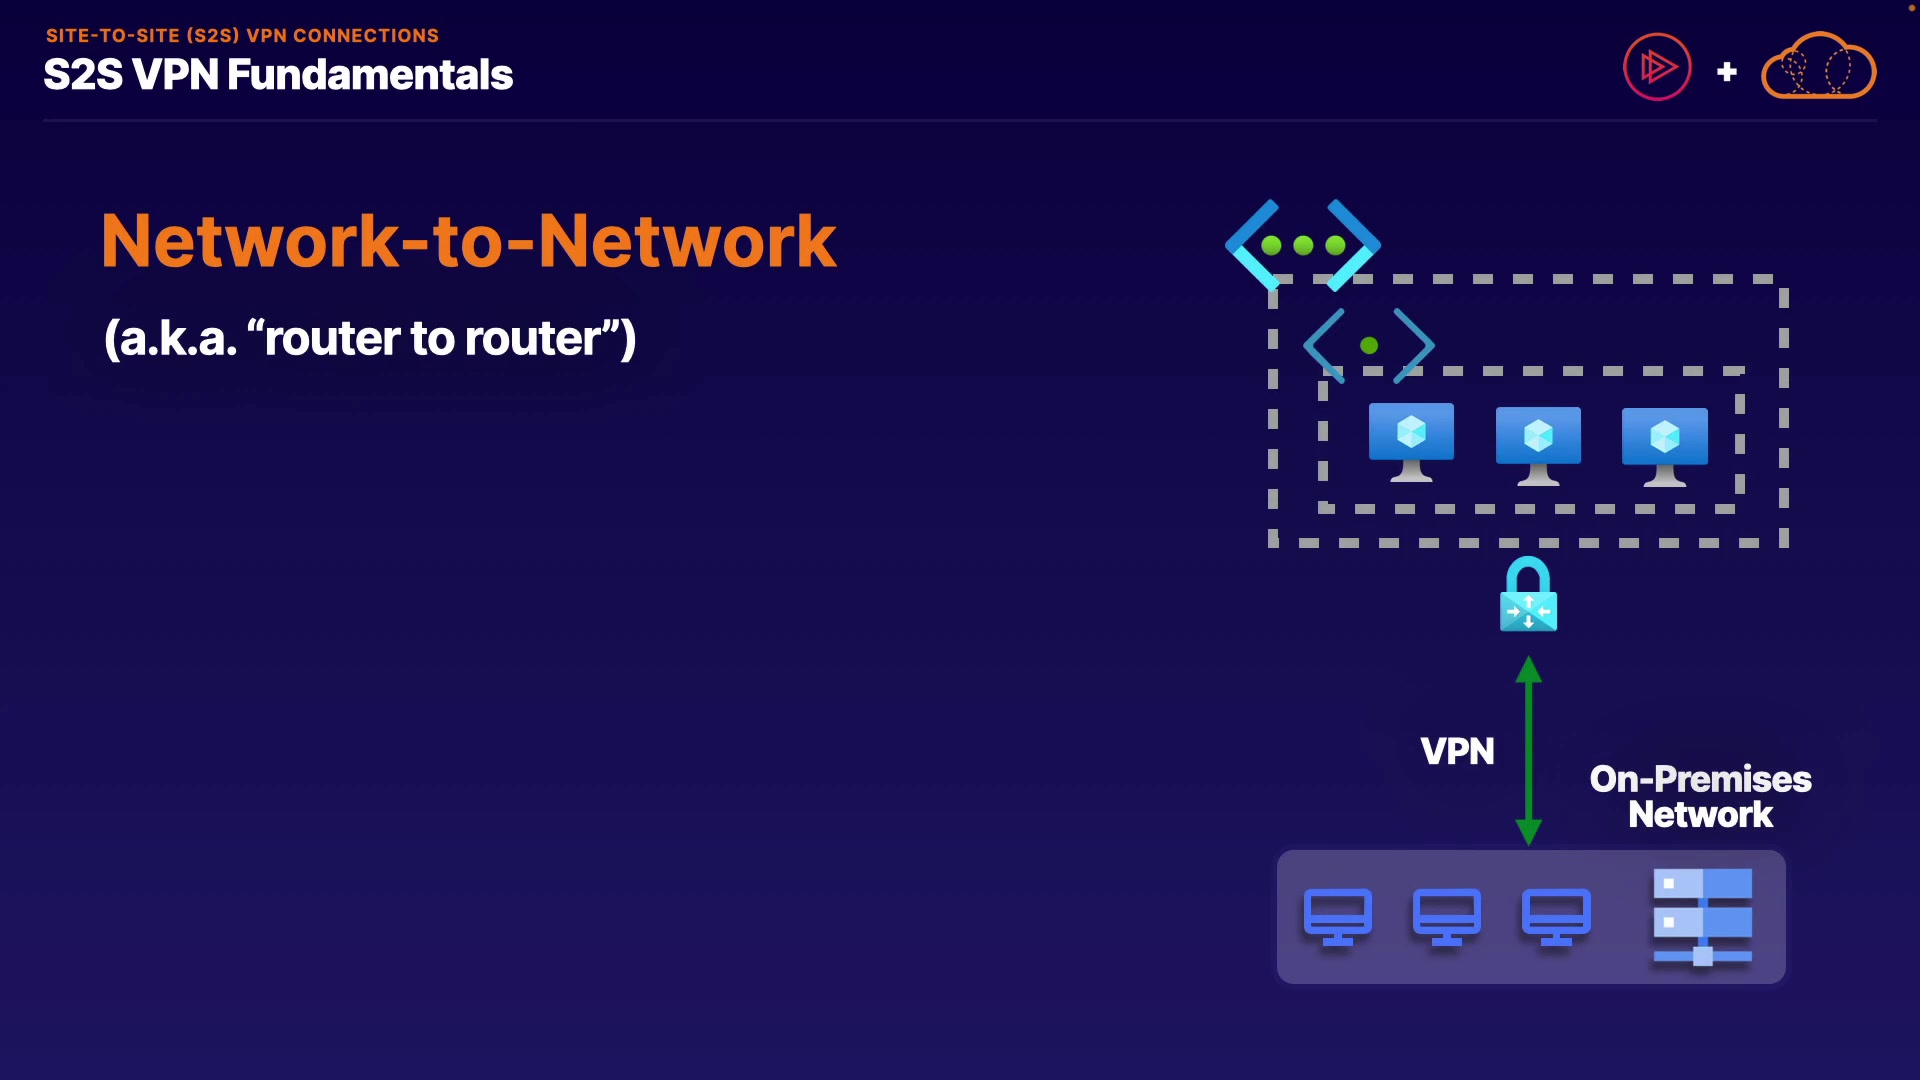 SITE-TO-SITE (S2S) VPN CONNECTIONS
S2S VPN Fundamentals
Network-to-Network
(a.k.a. “router to router”)
VPN
On-Premises
Network